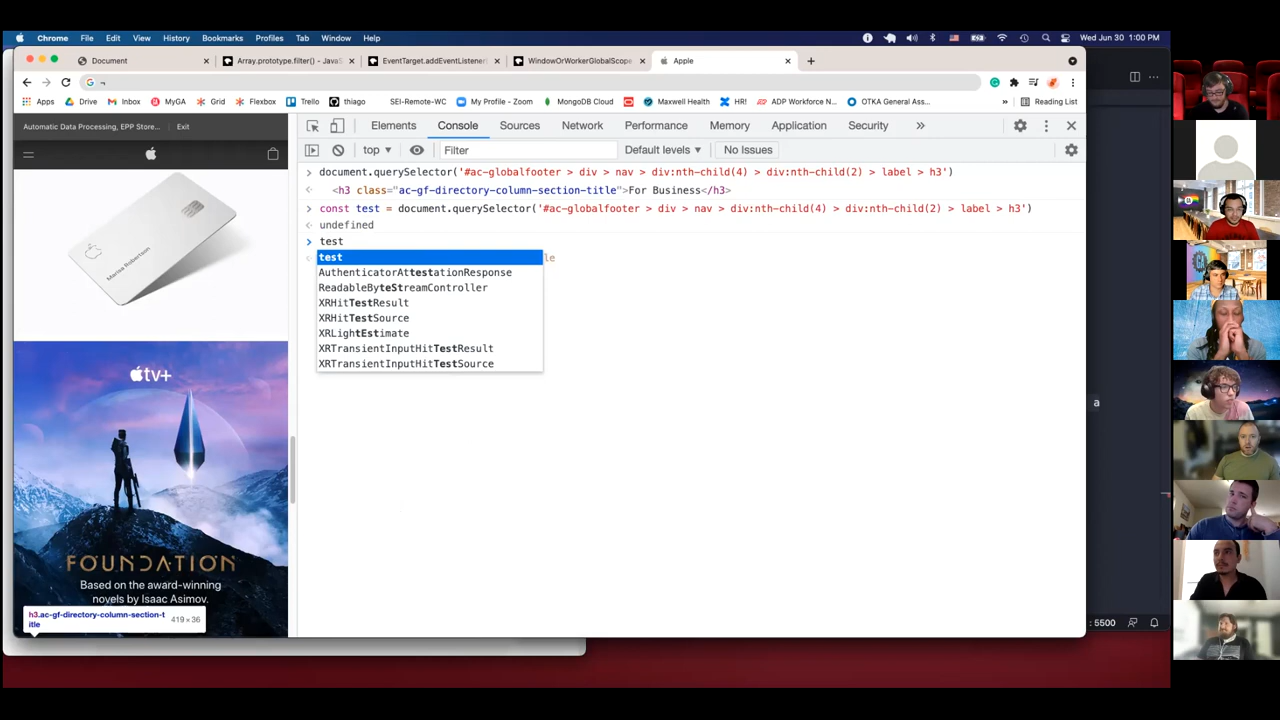 Chrome File Edit View History Bookmarks Profiles Tab Window Help Wed Jun 30 1:00 PM
Document Array.prototype.filter() - JavaS EventTarget.addEventListener( WindowOrWorkerGlobalScope. Apple
Apps Drive Inbox MyGA Grid Flexbox Trello thiago SEI-Remote-WC My Profile - Zoom MongoDB Cloud Maxwell Health HR! ADP Workforce N... OTKA General Ass... » Reading List
Automatic Data Processing, EPP Store... Exit
Elements Console Sources Network Performance Memory Application Security »
top ▼ Filter Default levels ▼ No Issues
document.querySelector('#ac-globalfooter > div > nav > div:nth-child(4) > div:nth-child(2) > label > h3')
<h3 class="ac-gf-directory-column-section-title">For Business</h3>
const test = document.querySelector('#ac-globalfooter > div > nav > div:nth-child(4) > div:nth-child(2) > label > h3')
undefined
test
test
le
AuthenticatorAttestationResponse
ReadableByteStreamController
XRHitTestResult
XRHitTestSource
XRLightEstimate
XRTransientInputHitTestResult
XRTransientInputHitTestSource
Marisa Robertson
tv+
FOUNDATION
Based on the award-winning
novels by Isaac Asimov.
h3.ac-gf-directory-column-section-t
itle
419 × 36
a
: 5500
GA